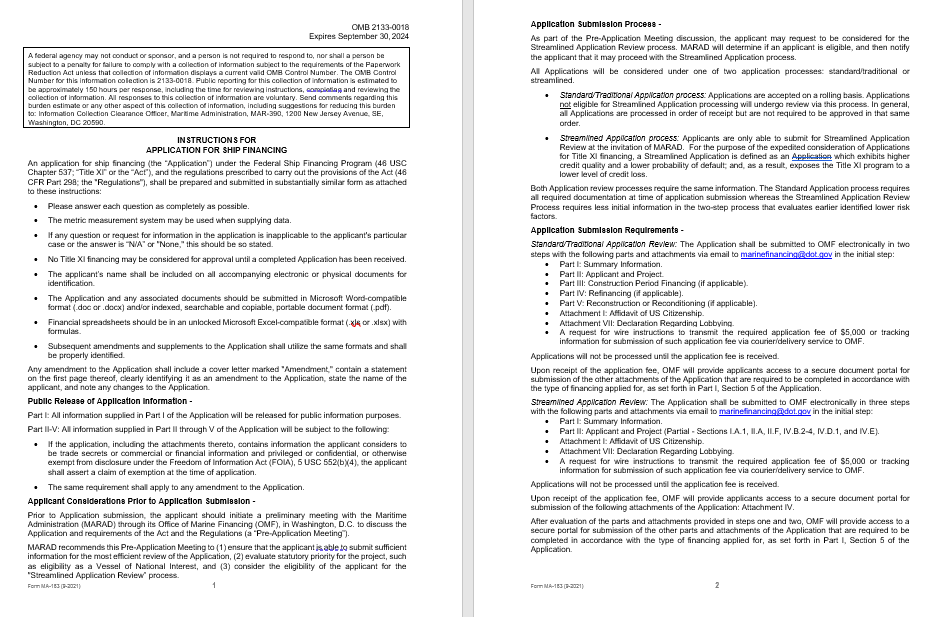 OMB 2133-0018
Expires September 30, 2024
A federal agency may not conduct or sponsor, and a person is not required to respond to, nor shall a person be
subject to a penalty for failure to comply with a collection of information subject to the requirements of the Paperwork
Reduction Act unless that collection of information displays a current valid OMB Control Number. The OMB Control
Number for this information collection is 2133-0018. Public reporting for this collection of information is estimated to
be approximately 150 hours per response, including the time for reviewing instructions, completing and reviewing the
collection of information. All responses to this collection of information are voluntary. Send comments regarding this
burden estimate or any other aspect of this collection of information, including suggestions for reducing this burden
to: Information Collection Clearance Officer, Maritime Administration, MAR-390, 1200 New Jersey Avenue, SE,
Washington, DC 20590.
INSTRUCTIONS FOR
APPLICATION FOR SHIP FINANCING
An application for ship financing (the “Application”) under the Federal Ship Financing Program (46 USC
Chapter 537; “Title XI” or the “Act”), and the regulations prescribed to carry out the provisions of the Act (46
CFR Part 298; the "Regulations"), shall be prepared and submitted in substantially similar form as attached
to these instructions:
• Please answer each question as completely as possible.
• The metric measurement system may be used when supplying data.
• If any question or request for information in the application is inapplicable to the applicant's particular
case or the answer is “N/A” or "None," this should be so stated.
• No Title XI financing may be considered for approval until a completed Application has been received.
• The applicant’s name shall be included on all accompanying electronic or physical documents for
identification.
• The Application and any associated documents should be submitted in Microsoft Word-compatible
format (.doc or .docx) and/or indexed, searchable and copiable, portable document format (.pdf).
• Financial spreadsheets should be in an unlocked Microsoft Excel-compatible format (.xls or .xlsx) with
formulas.
• Subsequent amendments and supplements to the Application shall utilize the same formats and shall
be properly identified.
Any amendment to the Application shall include a cover letter marked "Amendment," contain a statement
on the first page thereof, clearly identifying it as an amendment to the Application, state the name of the
applicant, and note any changes to the Application.
Public Release of Application Information -
Part I: All information supplied in Part I of the Application will be released for public information purposes.
Part II-V: All information supplied in Part II through V of the Application will be subject to the following:
• If the application, including the attachments thereto, contains information the applicant considers to
be trade secrets or commercial or financial information and privileged or confidential, or otherwise
exempt from disclosure under the Freedom of Information Act (FOIA), 5 USC 552(b)(4), the applicant
shall assert a claim of exemption at the time of application.
• The same requirement shall apply to any amendment to the Application.
Applicant Considerations Prior to Application Submission -
Prior to Application submission, the applicant should initiate a preliminary meeting with the Maritime
Administration (MARAD) through its Office of Marine Financing (OMF), in Washington, D.C. to discuss the
Application and requirements of the Act and the Regulations (a “Pre-Application Meeting”).
MARAD recommends this Pre-Application Meeting to (1) ensure that the applicant is able to submit sufficient
information for the most efficient review of the Application, (2) evaluate statutory priority for the project, such
as eligibility as a Vessel of National Interest, and (3) consider the eligibility of the applicant for the
"Streamlined Application Review" process.
Form MA-163 (9-2021)
1
Application Submission Process -
As part of the Pre-Application Meeting discussion, the applicant may request to be considered for the
Streamlined Application Review process. MARAD will determine if an applicant is eligible, and then notify
the applicant that it may proceed with the Streamlined Application Process.
All Applications will be considered under one of two application processes: standard/traditional or
streamlined.
• Standard/Traditional Application process: Applications are accepted on a rolling basis. Applications
not eligible for Streamlined Application processing will undergo review via this process. In general,
all Applications are processed in order of receipt but are not required to be approved in that same
order.
• Streamlined Application process: Applicants are only able to submit for Streamlined Application
Review at the invitation of MARAD. For the purpose of the expedited consideration of Applications
for Title XI financing, a Streamlined Application is defined as an Application which exhibits higher
credit quality and a lower probability of default; and, as a result, exposes the Title XI program to a
lower level of credit loss.
Both Application review processes require the same information. The Standard Application process requires
all required documentation at time of application submission whereas the Streamlined Application Review
Process requires less initial information in the two-step process that evaluates earlier identified lower risk
factors.
Application Submission Requirements -
Standard/Traditional Application Review: The Application shall be submitted to OMF electronically in two
steps with the following parts and attachments via email to marinefinancing@dot.gov in the initial step:
• Part I: Summary Information.
• Part II: Applicant and Project.
• Part III: Construction Period Financing (if applicable).
• Part IV: Refinancing (if applicable).
• Part V: Reconstruction or Reconditioning (if applicable).
• Attachment I: Affidavit of US Citizenship.
• Attachment VII: Declaration Regarding Lobbying.
• A request for wire instructions to transmit the required application fee of $5,000 or tracking
information for submission of such application fee via courier/delivery service to OMF.
Applications will not be processed until the application fee is received.
Upon receipt of the application fee, OMF will provide applicants access to a secure document portal for
submission of the other attachments of the Application that are required to be completed in accordance with
the type of financing applied for, as set forth in Part I, Section 5 of the Application.
Streamlined Application Review: The Application shall be submitted to OMF electronically in three steps
with the following parts and attachments via email to marinefinancing@dot.gov in the initial step:
• Part I: Summary Information.
• Part II: Applicant and Project (Partial - Sections I.A.1, II.A, II.F, IV.B.2-4, IV.D.1, and IV.E).
• Attachment I: Affidavit of US Citizenship.
• Attachment VII: Declaration Regarding Lobbying.
• A request for wire instructions to transmit the required application fee of $5,000 or tracking
information for submission of such application fee via courier/delivery service to OMF.
Applications will not be processed until the application fee is received.
Upon receipt of the application fee, OMF will provide applicants access to a secure document portal for
submission of the following attachments of the Application: Attachment IV.
After evaluation of the parts and attachments provided in steps one and two, OMF will provide access to a
secure portal for submission of the other parts and attachments of the Application that are required to be
completed in accordance with the type of financing applied for, as set forth in Part I, Section 5 of the
Application.
Form MA-163 (9-2021)
2